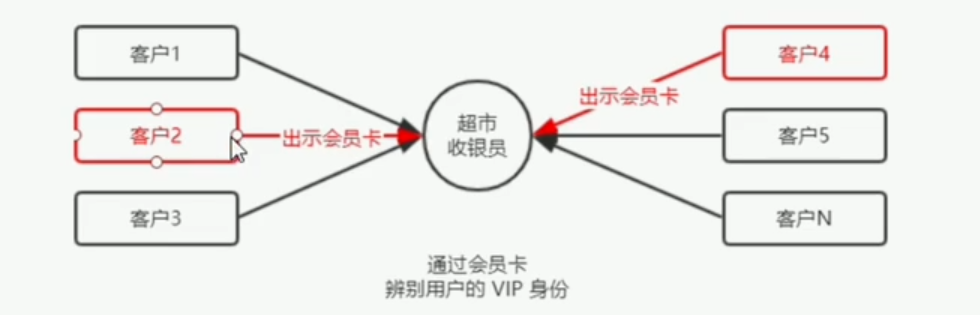 客户1
客户4
出示会员卡
客户2
出示会员卡
超市
收银员
客户5
客户3
客户N
通过会员卡
辨别用户的 VIP 身份